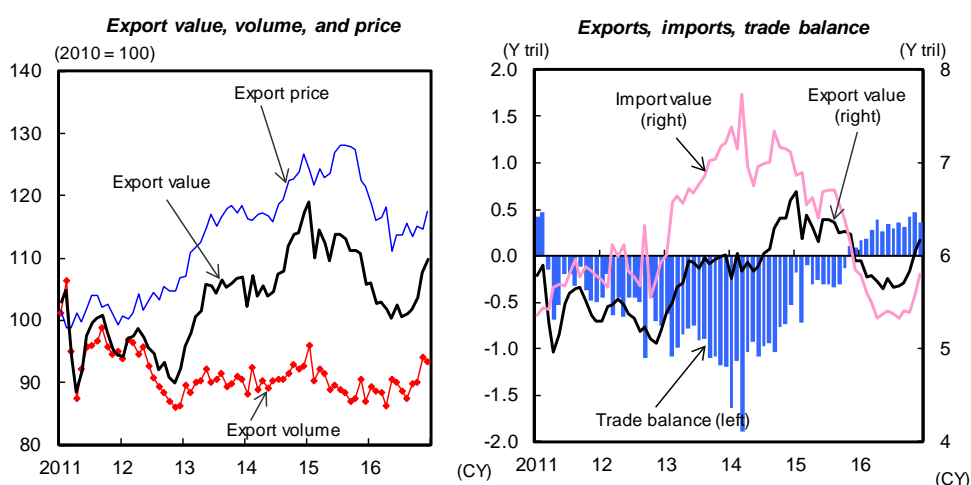 Export value, volume, and price
(2010 = 100)
140
130
120
110
100
90
80
Export price
Export value
Export volume
2011 12 13 14 15 16
(CY)
Exports, imports, trade balance
(Y tril) (Y tril)
2.0
1.5
1.0
0.5
0.0
-0.5
-1.0
-1.5
-2.0
Import value
(right)
Export value
(right)
Trade balance (left)
8
7
6
5
4
2011 12 13 14 15 16
(CY)